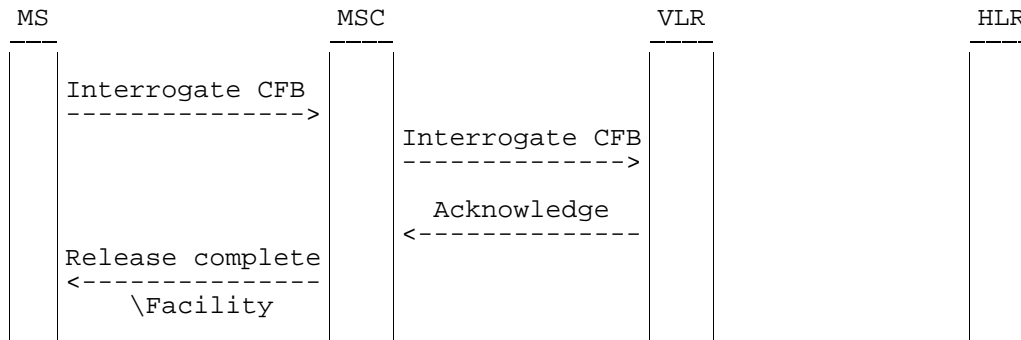 MS MSC VLR HLR
Interrogate CFB
--------------->
Interrogate CFB
-------------->
Acknowledge
<--------------
Release complete
<---------------
\Facility